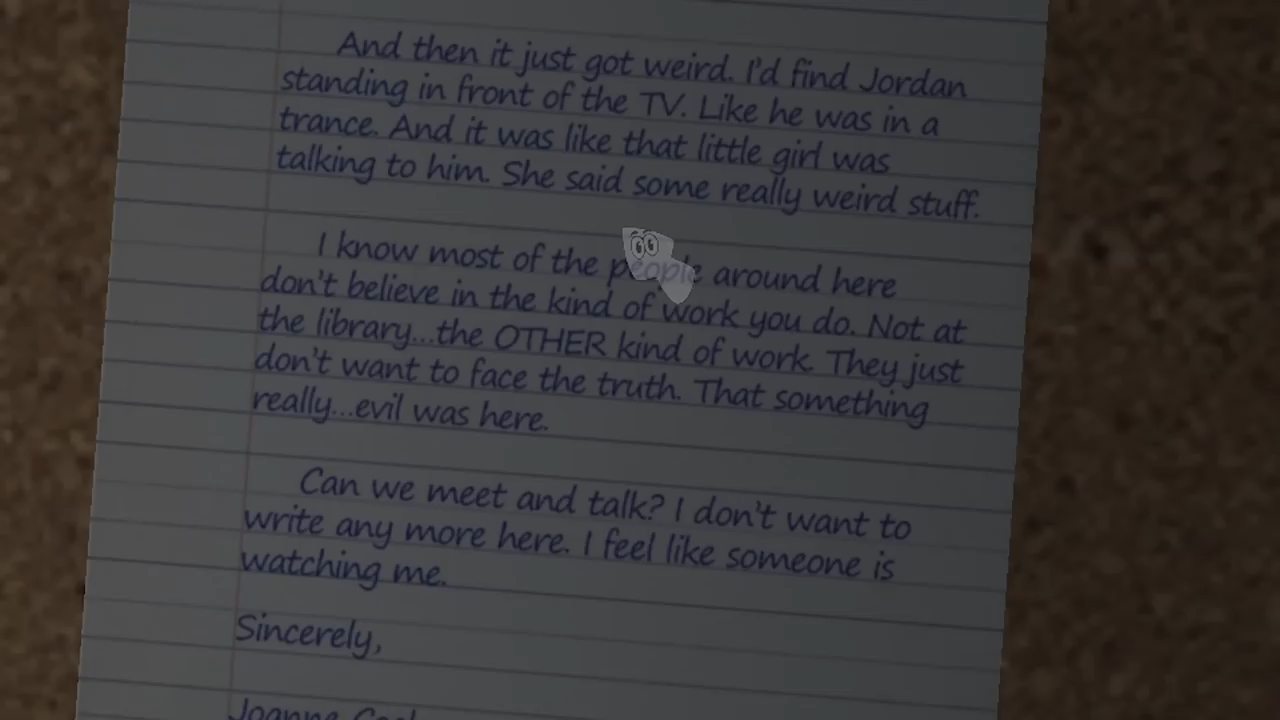 And then it just got weird. I'd find Jordan
standing in front of the TV. Like he was in a
trance. And it was like that little girl was
talking to him. She said some really weird stuff.
I know most of the people around here
don't believe in the kind of work you do. Not at
the library...the OTHER kind of work. They just
don't want to face the truth. That something
really...evil was here.
Can we meet and talk? I don't want to
write any more here. I feel like someone is
watching me.
Sincerely,
Joanne